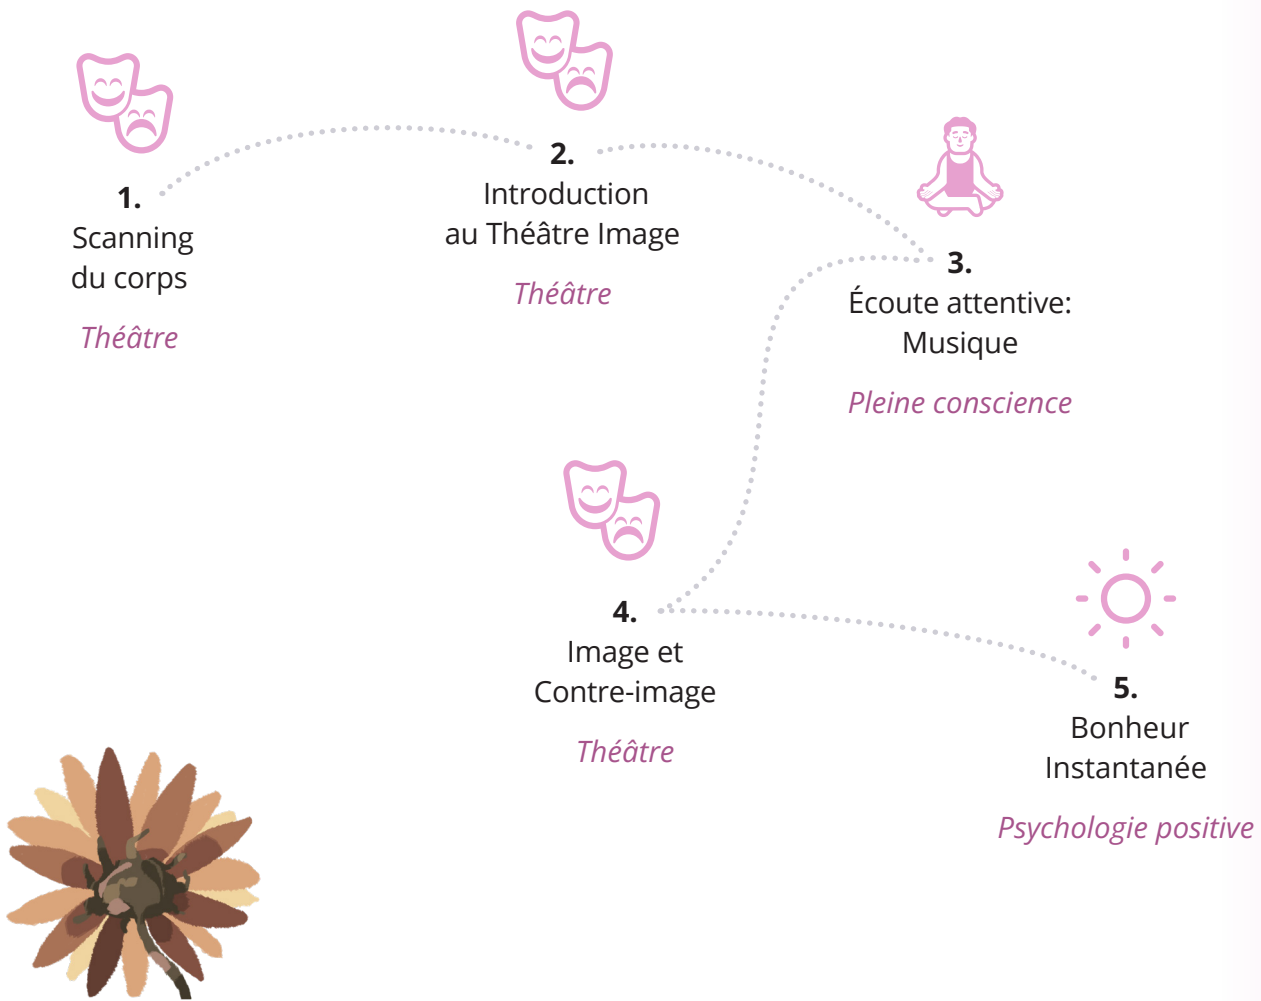 1.
Scanning
du corps
Théâtre
2.
Introduction
au Théâtre Image
Théâtre
3.
Écoute attentive:
Musique
Pleine conscience
4.
Image et
Contre-image
Théâtre
5.
Bonheur
Instantanée
Psychologie positive